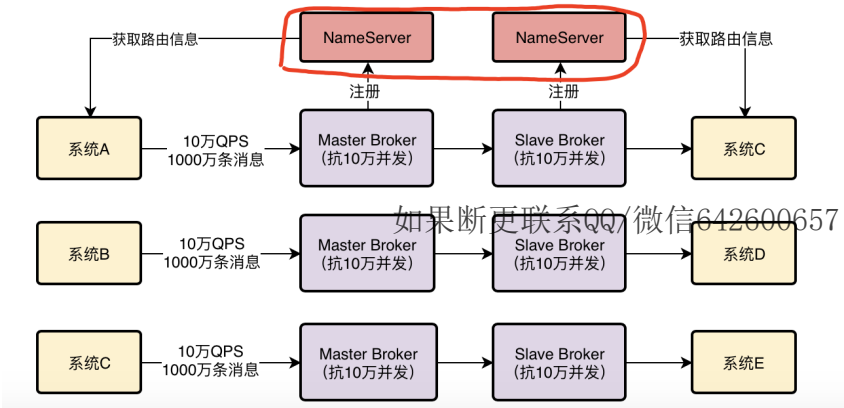 NameServer
NameServer
获取路由信息
获取路由信息
注册
注册
系统A
10万QPS
1000万条消息
Master Broker
（抗10万并发）
Slave Broker
（抗10万并发）
系统C
如果断更联系QQ/微信642600657
系统B
10万QPS
1000万条消息
Master Broker
（抗10万并发）
Slave Broker
（抗10万并发）
系统D
系统C
10万QPS
1000万条消息
Master Broker
（抗10万并发）
Slave Broker
（抗10万并发）
系统E